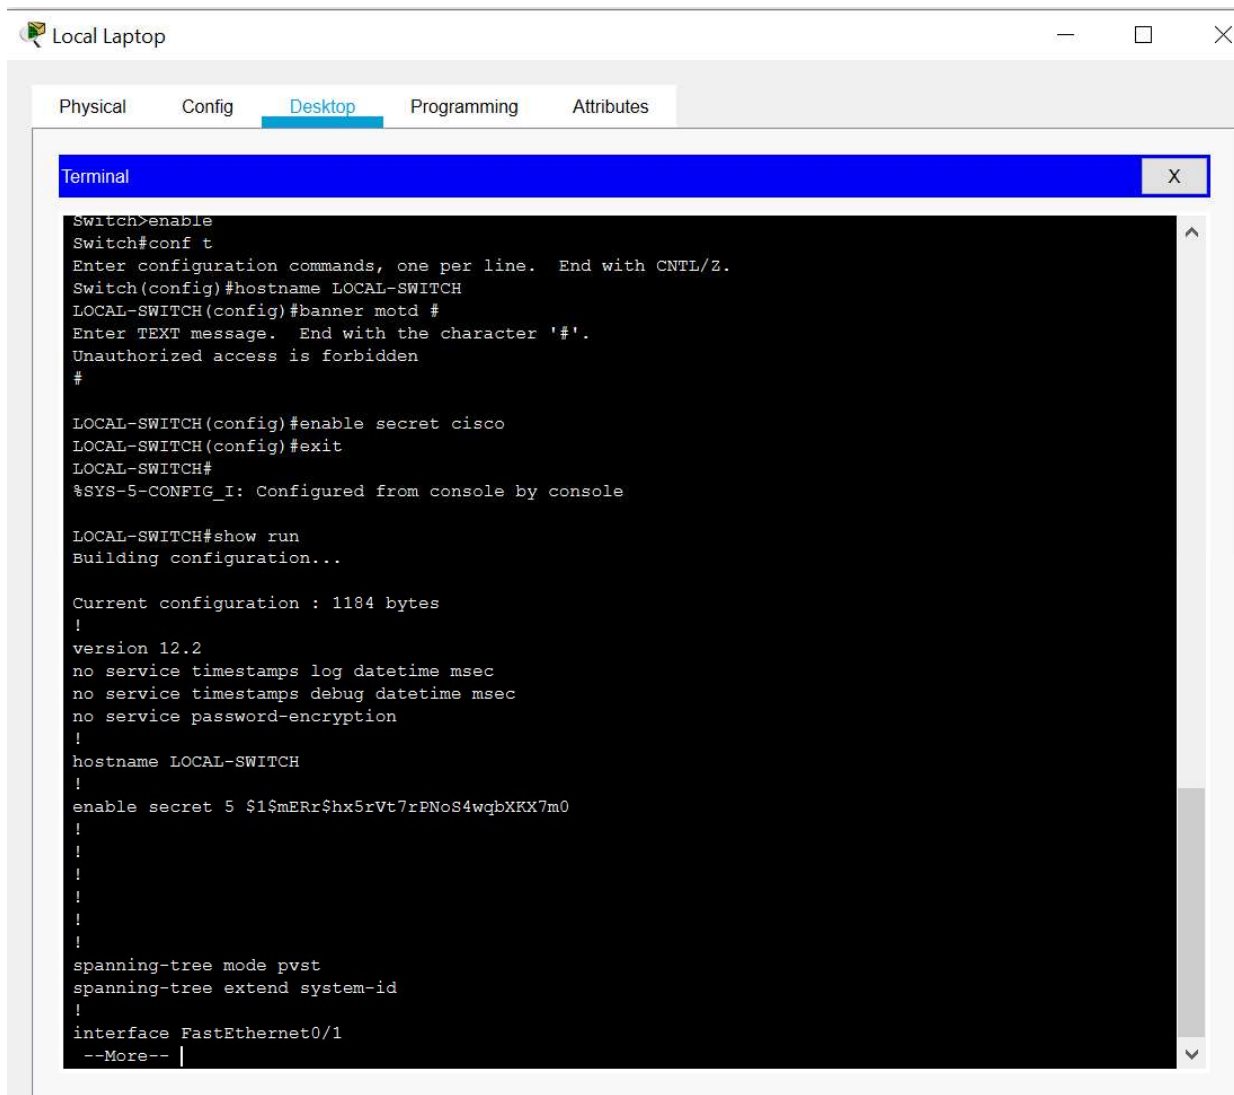 Local Laptop
Physical Config Desktop Programming Attributes
Terminal X
Switch>enable
Switch#conf t
Enter configuration commands, one per line.  End with CNTL/Z.
Switch(config)#hostname LOCAL-SWITCH
LOCAL-SWITCH(config)#banner motd #
Enter TEXT message.  End with the character '#'.
Unauthorized access is forbidden
#
LOCAL-SWITCH(config)#enable secret cisco
LOCAL-SWITCH(config)#exit
LOCAL-SWITCH#
%SYS-5-CONFIG_I: Configured from console by console
LOCAL-SWITCH#show run
Building configuration...
Current configuration : 1184 bytes
!
version 12.2
no service timestamps log datetime msec
no service timestamps debug datetime msec
no service password-encryption
!
hostname LOCAL-SWITCH
!
enable secret 5 $1$mERr$hx5rVt7rPNoS4wqbXKX7m0
!
!
!
!
!
!
spanning-tree mode pvst
spanning-tree extend system-id
!
interface FastEthernet0/1
--More--